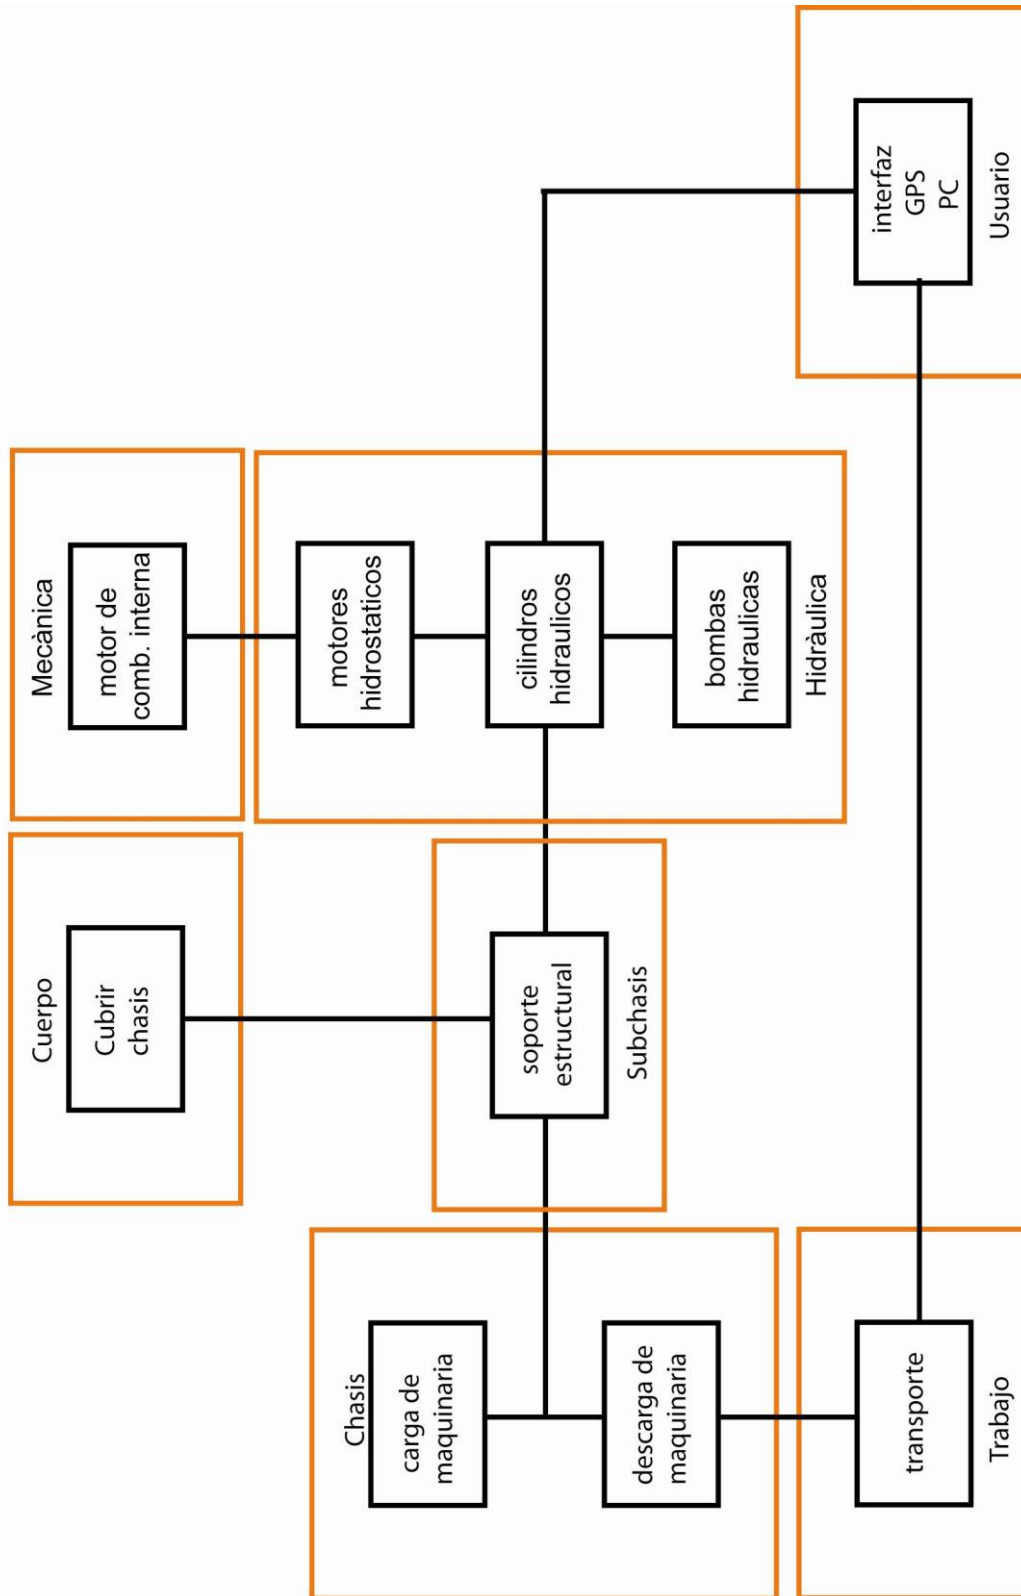 Chasis
carga de
maquinaria
descarga de
maquinaria
transporte
Trabajo
Cuerpo
Cubrir
chasis
soporte
estructural
Subchasis
Mecànica
motor de
comb. interna
motores
hidrostaticos
cilindros
hidraulicos
bombas
hidraulicas
Hidràulica
interfaz
GPS
PC
Usuario